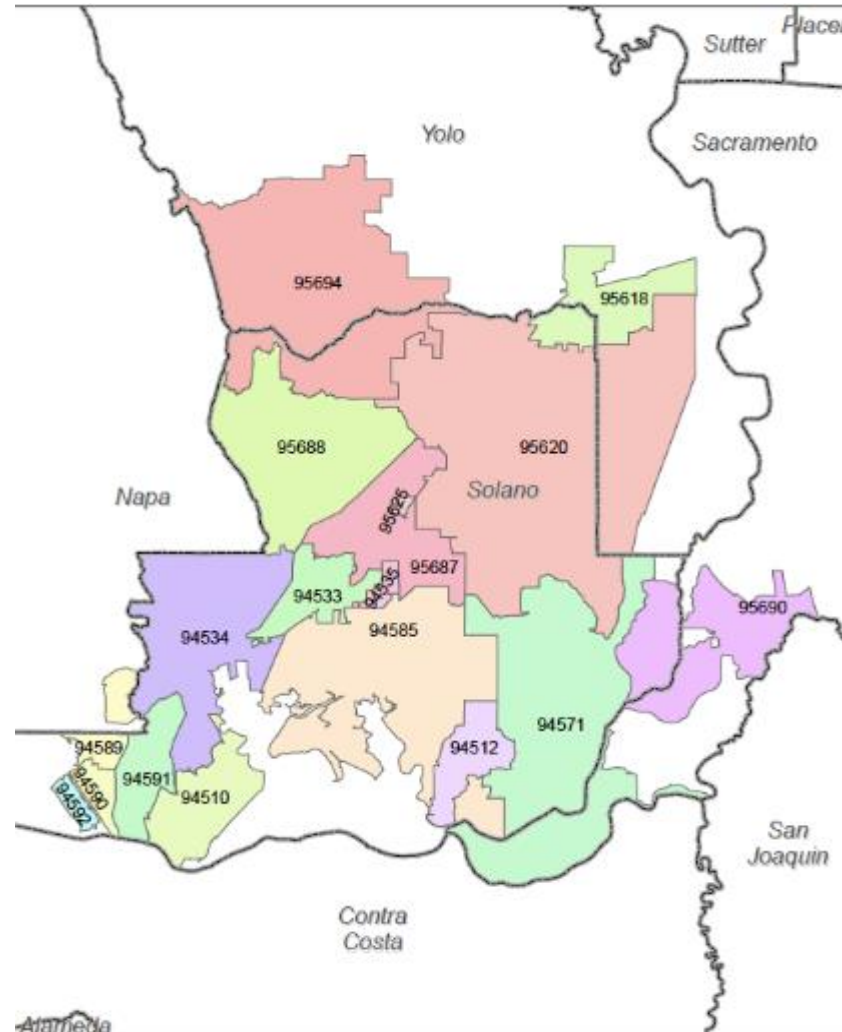 Placer
Sutter
Yolo
Sacramento
95694
95618
95688
95620
Napa
95625
Solano
95687
94533
94535
95690
94534
94585
94571
94589
94512
94591
94590
94510
94592
San
Joaquin
Contra
Costa
Alameda